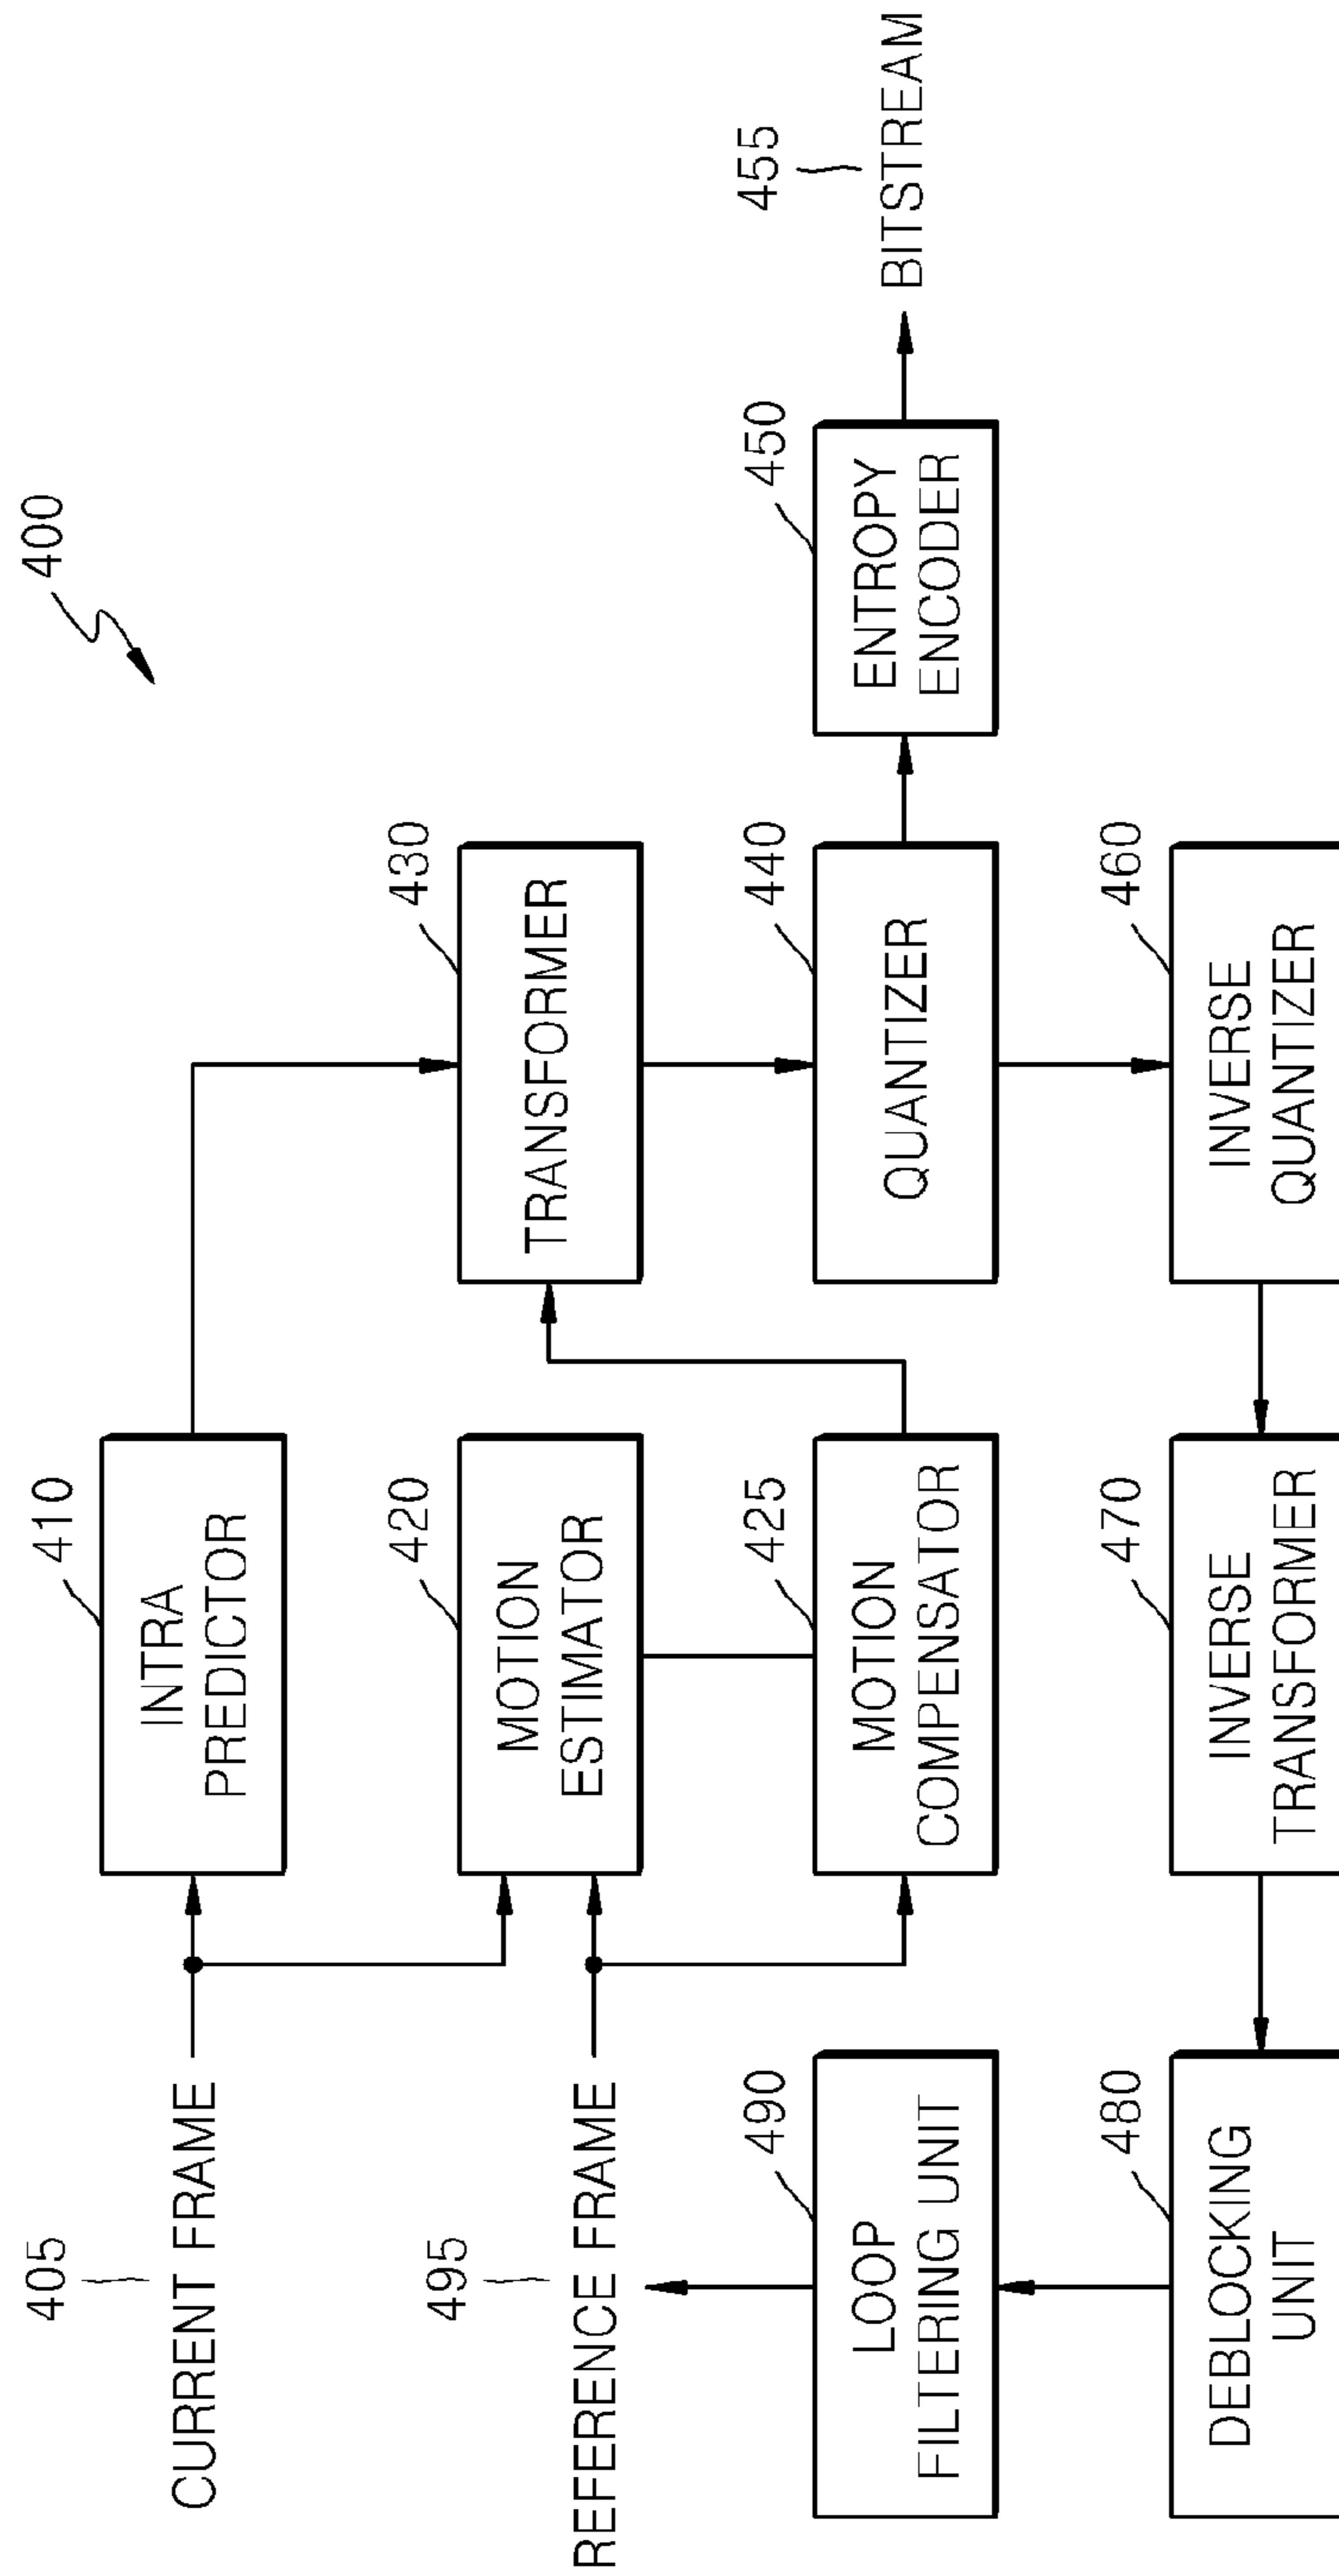 400
405
CURRENT FRAME
410
INTRA
PREDICTOR
495
REFERENCE FRAME
420
MOTION
ESTIMATOR
430
TRANSFORMER
490
LOOP
FILTERING UNIT
425
MOTION
COMPENSATOR
440
QUANTIZER
450
ENTROPY
ENCODER
455
BITSTREAM
480
DEBLOCKING
UNIT
470
INVERSE
TRANSFORMER
460
INVERSE
QUANTIZER